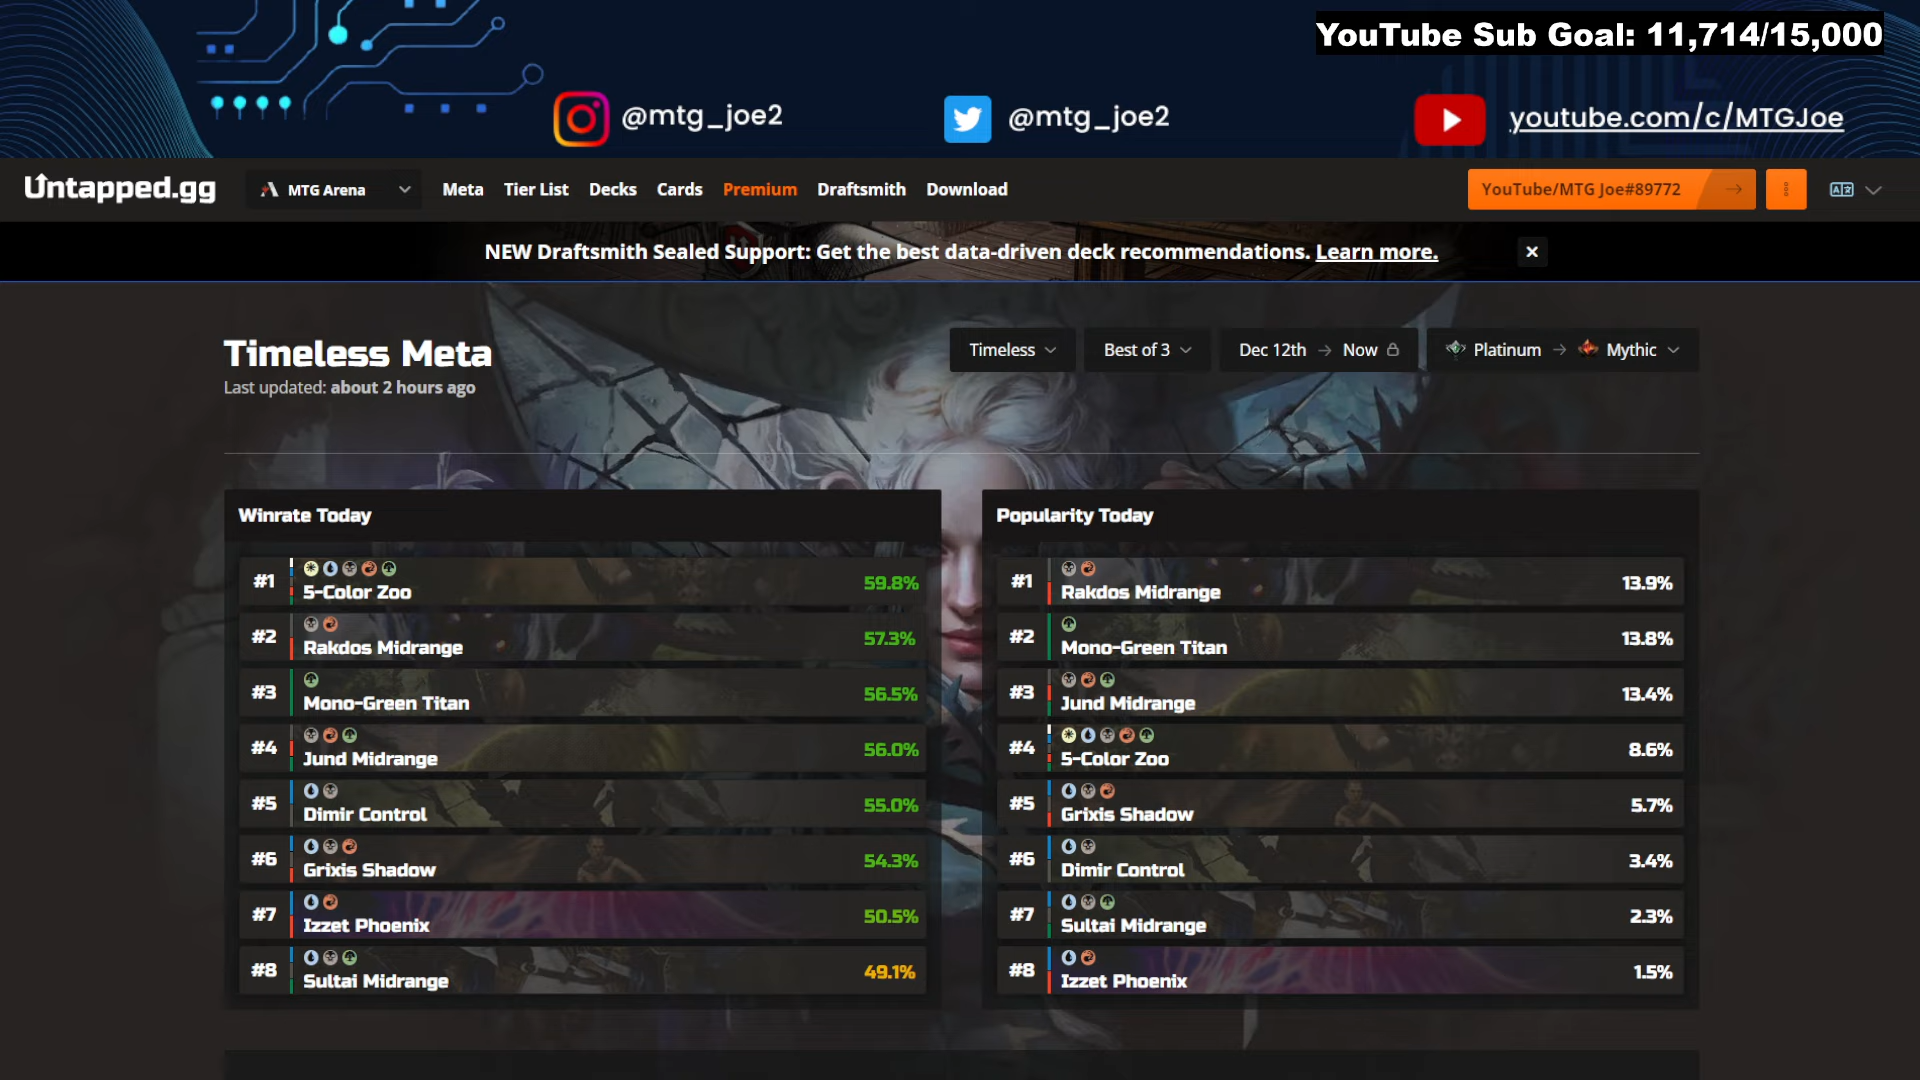 YouTube Sub Goal: 11,714/15,000
@mtg_joe2
@mtg_joe2
youtube.com/c/MTGJoe
Untapped.gg
MTG Arena
Meta Tier List Decks Cards Premium Draftsmith Download
YouTube/MTG Joe#89772
NEW Draftsmith Sealed Support: Get the best data-driven deck recommendations. Learn more.
Timeless Meta
Last updated: about 2 hours ago
Timeless
Best of 3
Dec 12th → Now
Platinum → Mythic
Winrate Today
#1 5-Color Zoo 59.8%
#2 Rakdos Midrange 57.3%
#3 Mono-Green Titan 56.5%
#4 Jund Midrange 56.0%
#5 Dimir Control 55.0%
#6 Grixis Shadow 54.3%
#7 Izzet Phoenix 50.5%
#8 Sultai Midrange 49.1%
Popularity Today
#1 Rakdos Midrange 13.9%
#2 Mono-Green Titan 13.8%
#3 Jund Midrange 13.4%
#4 5-Color Zoo 8.6%
#5 Grixis Shadow 5.7%
#6 Dimir Control 3.4%
#7 Sultai Midrange 2.3%
#8 Izzet Phoenix 1.5%